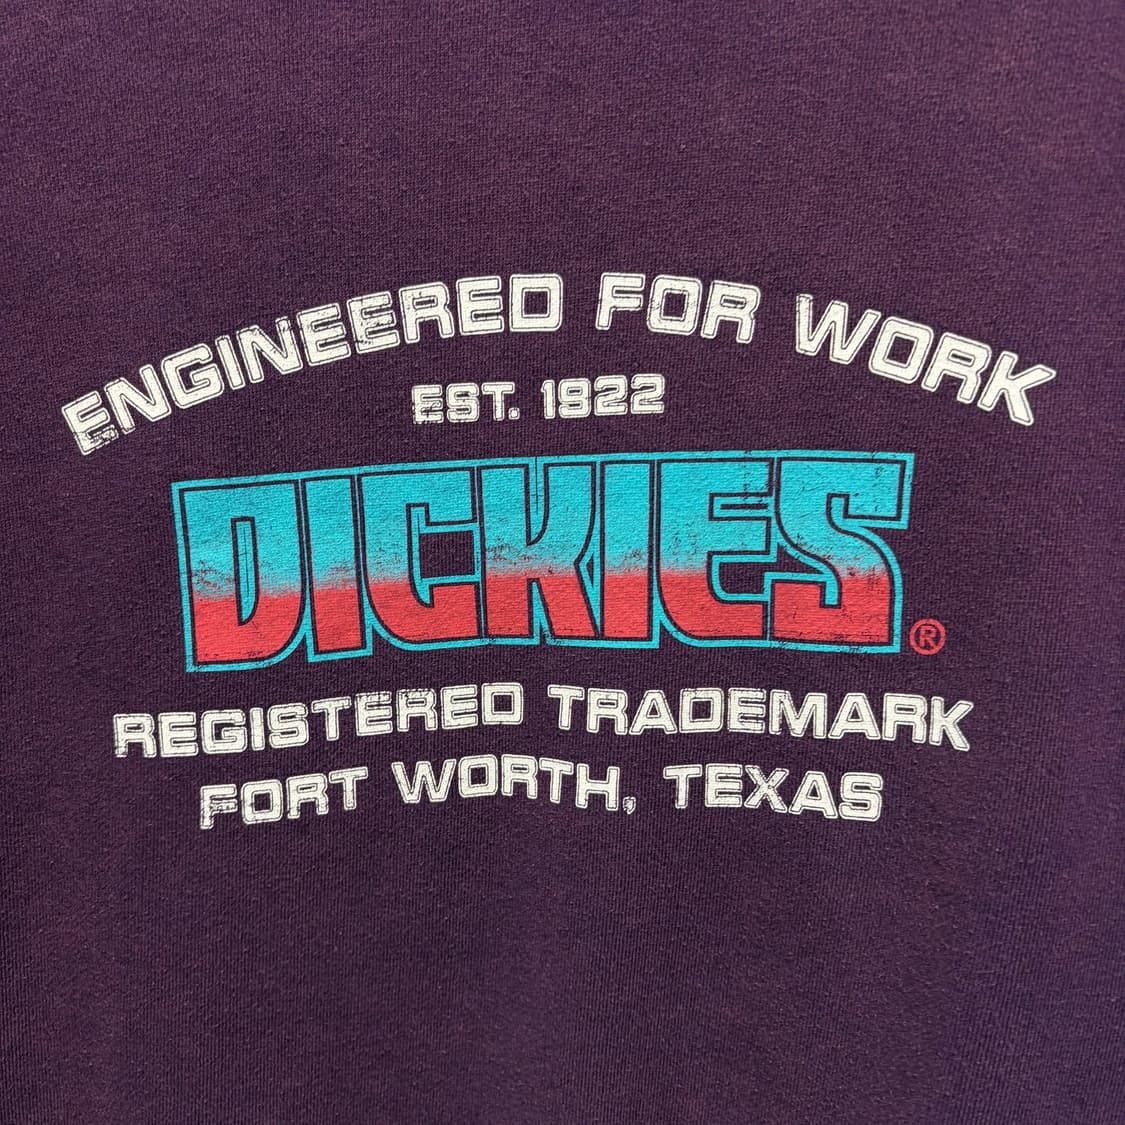 ENGINEERED FOR WORK
EST. 1922
DICKIES®
REGISTERED TRADEMARK
FORT WORTH, TEXAS